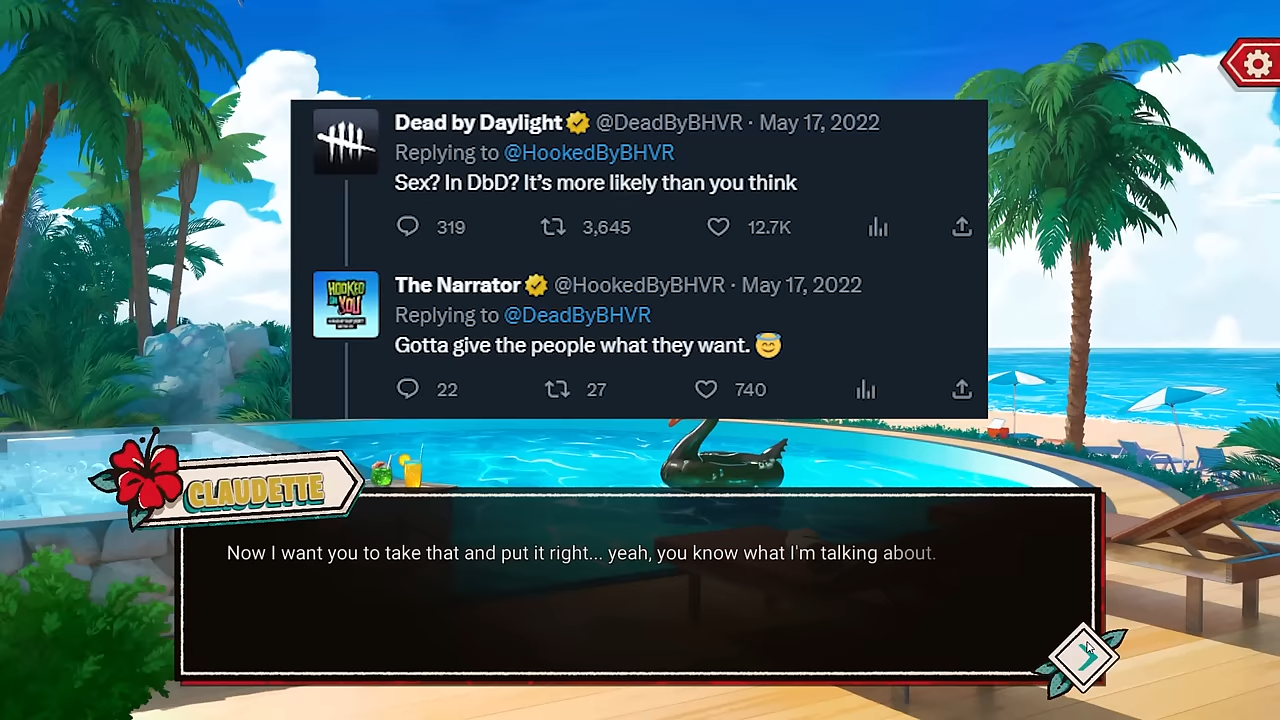 Dead by Daylight @DeadByBHVR · May 17, 2022
Replying to @HookedByBHVR
Sex? In DbD? It’s more likely than you think
319 3,645 12.7K
HOOKED ON YOU
The Narrator @HookedByBHVR · May 17, 2022
Replying to @DeadByBHVR
Gotta give the people what they want. 😇
22 27 740
CLAUDETTE
Now I want you to take that and put it right... yeah, you know what I'm talking about.